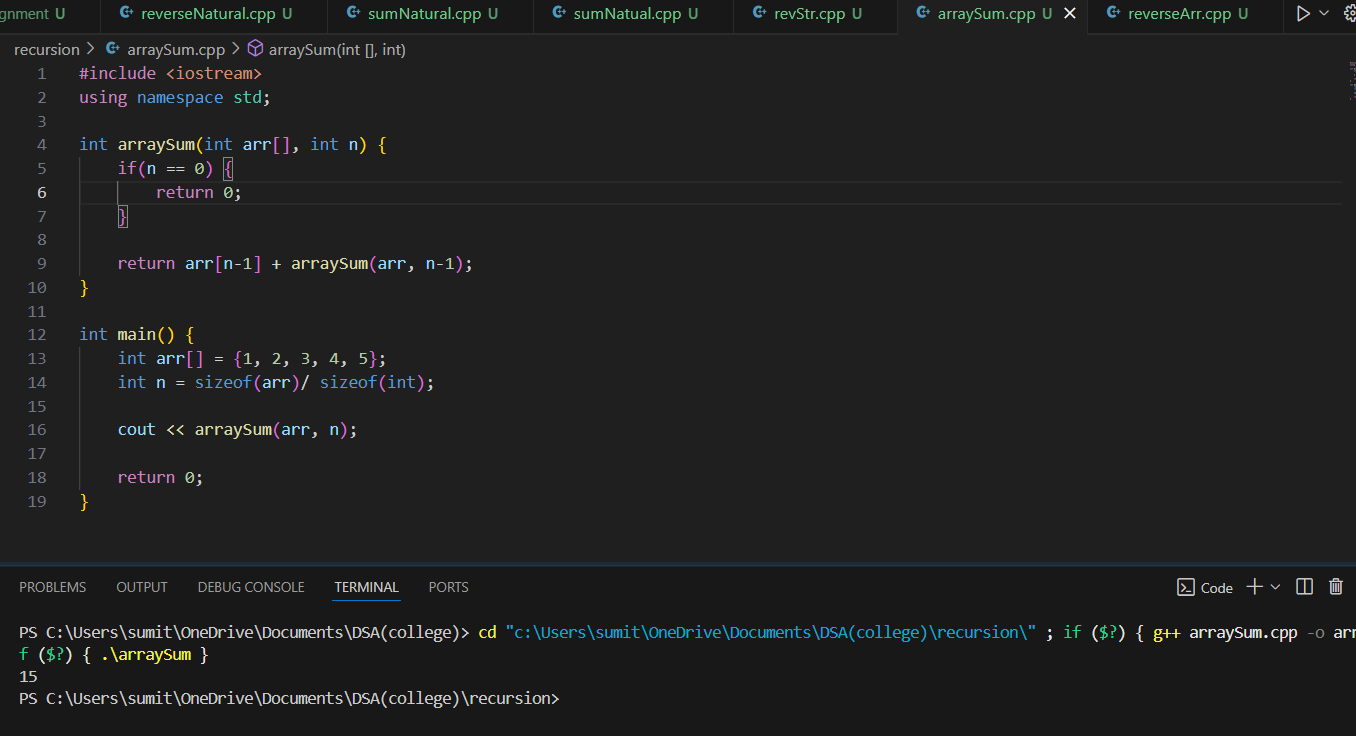 gnment U reverseNatural.cpp U sumNatural.cpp U sumNatual.cpp U revStr.cpp U arraySum.cpp U reverseArr.cpp U
recursion > arraySum.cpp > arraySum(int [], int)
1 #include <iostream>
2 using namespace std;
3
4 int arraySum(int arr[], int n) {
5     if(n == 0) {
6         return 0;
7     }
8
9     return arr[n-1] + arraySum(arr, n-1);
10 }
11
12 int main() {
13     int arr[] = {1, 2, 3, 4, 5};
14     int n = sizeof(arr)/ sizeof(int);
15
16     cout << arraySum(arr, n);
17
18     return 0;
19 }
PROBLEMS OUTPUT DEBUG CONSOLE TERMINAL PORTS Code
PS C:\Users\sumit\OneDrive\Documents\DSA(college)> cd "c:\Users\sumit\OneDrive\Documents\DSA(college)\recursion\" ; if ($?) { g++ arraySum.cpp -o arr
f ($?) { .\arraySum }
15
PS C:\Users\sumit\OneDrive\Documents\DSA(college)\recursion>